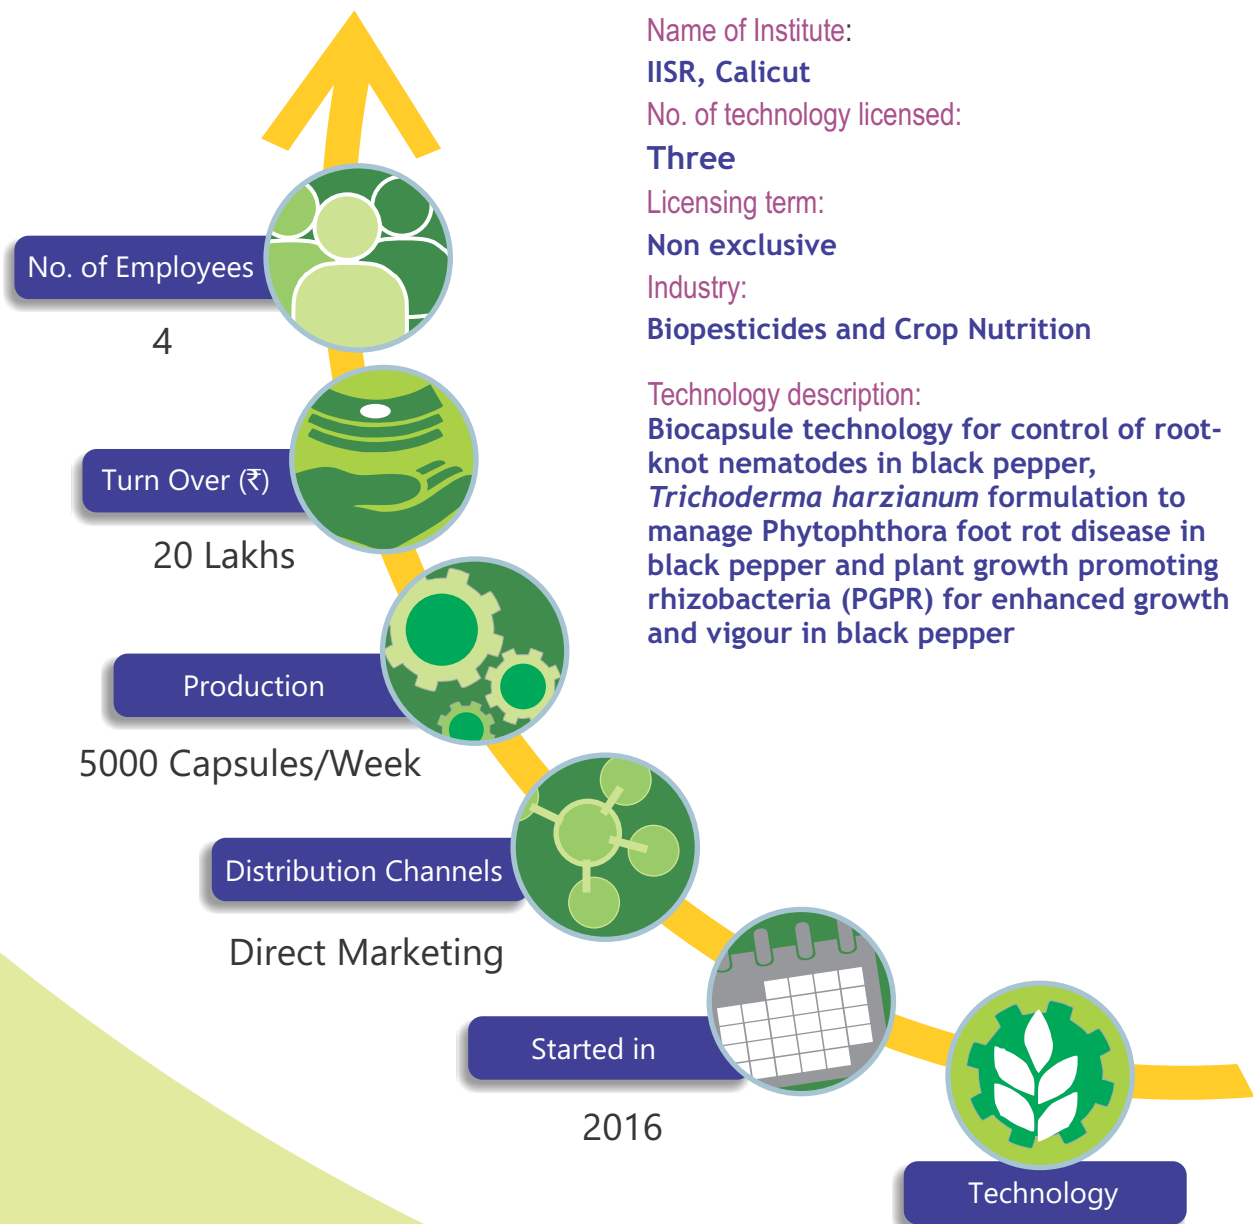 Name of Institute:
IISR, Calicut
No. of technology licensed:
Three
Licensing term:
Non exclusive
Industry:
Biopesticides and Crop Nutrition
Technology description:
Biocapsule technology for control of root-
knot nematodes in black pepper,
Trichoderma harzianum formulation to
manage Phytophthora foot rot disease in
black pepper and plant growth promoting
rhizobacteria (PGPR) for enhanced growth
and vigour in black pepper
No. of Employees
4
Turn Over (₹)
20 Lakhs
Production
5000 Capsules/Week
Distribution Channels
Direct Marketing
Started in
2016
Technology